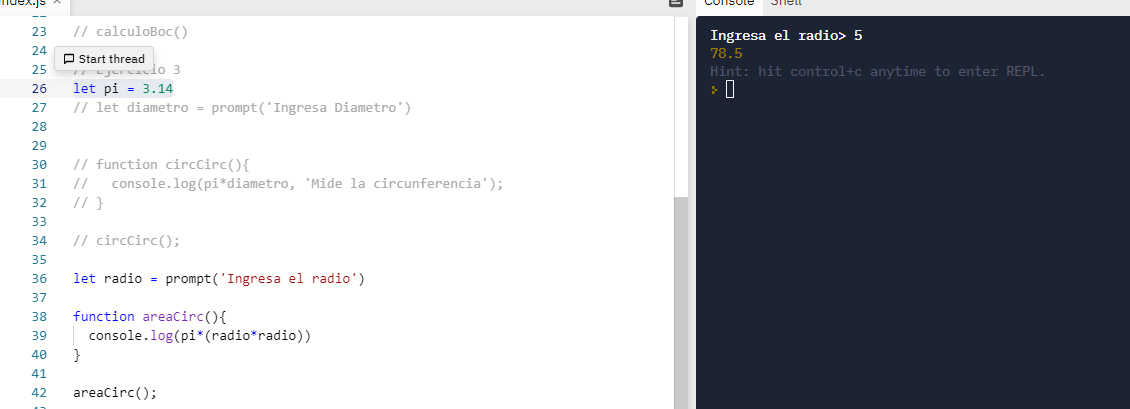 index.js ×
23 // calculoBoc()
24
Start thread
25 // Ejercicio 3
26 let pi = 3.14
27 // let diametro = prompt('Ingresa Diametro')
28
29
30 // function circCirc(){
31 //   console.log(pi*diametro, 'Mide la circunferencia');
32 // }
33
34 // circCirc();
35
36 let radio = prompt('Ingresa el radio')
37
38 function areaCirc(){
39   console.log(pi*(radio*radio))
40 }
41
42 areaCirc();
Console Shell
Ingresa el radio> 5
78.5
Hint: hit control+c anytime to enter REPL.